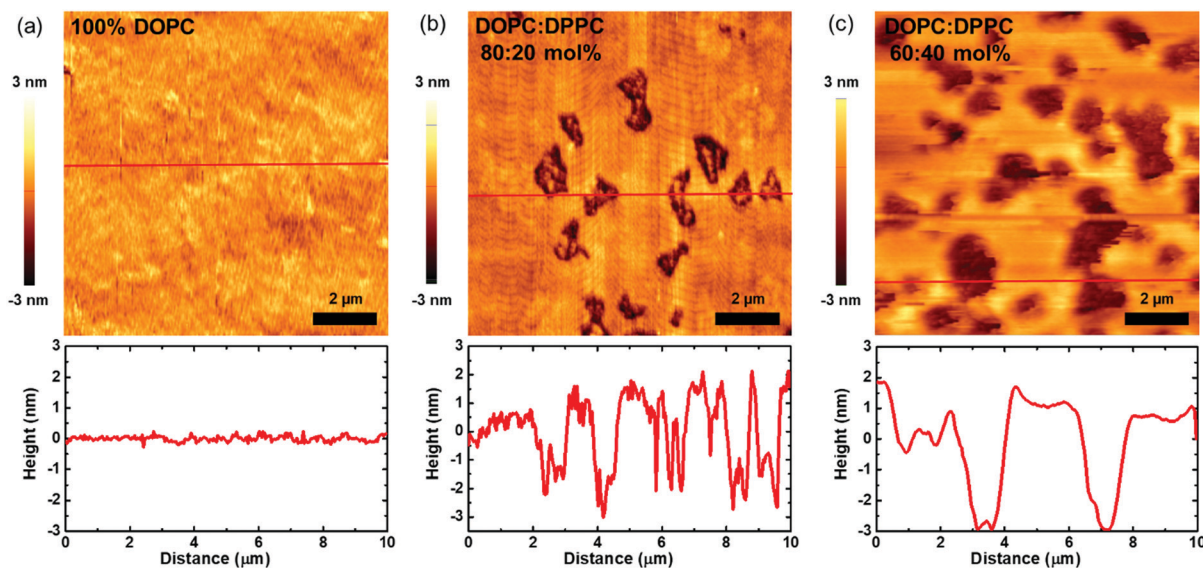 (a)
100% DOPC
3 nm
-3 nm
2 μm
(b)
DOPC:DPPC
80:20 mol%
3 nm
-3 nm
2 μm
(c)
DOPC:DPPC
60:40 mol%
3 nm
-3 nm
2 μm
Height (nm)
3
2
1
0
-1
-2
-3
0 2 4 6 8 10
Distance (μm)
Height (nm)
3
2
1
0
-1
-2
-3
0 2 4 6 8 10
Distance (μm)
Height (nm)
3
2
1
0
-1
-2
-3
0 2 4 6 8 10
Distance (μm)